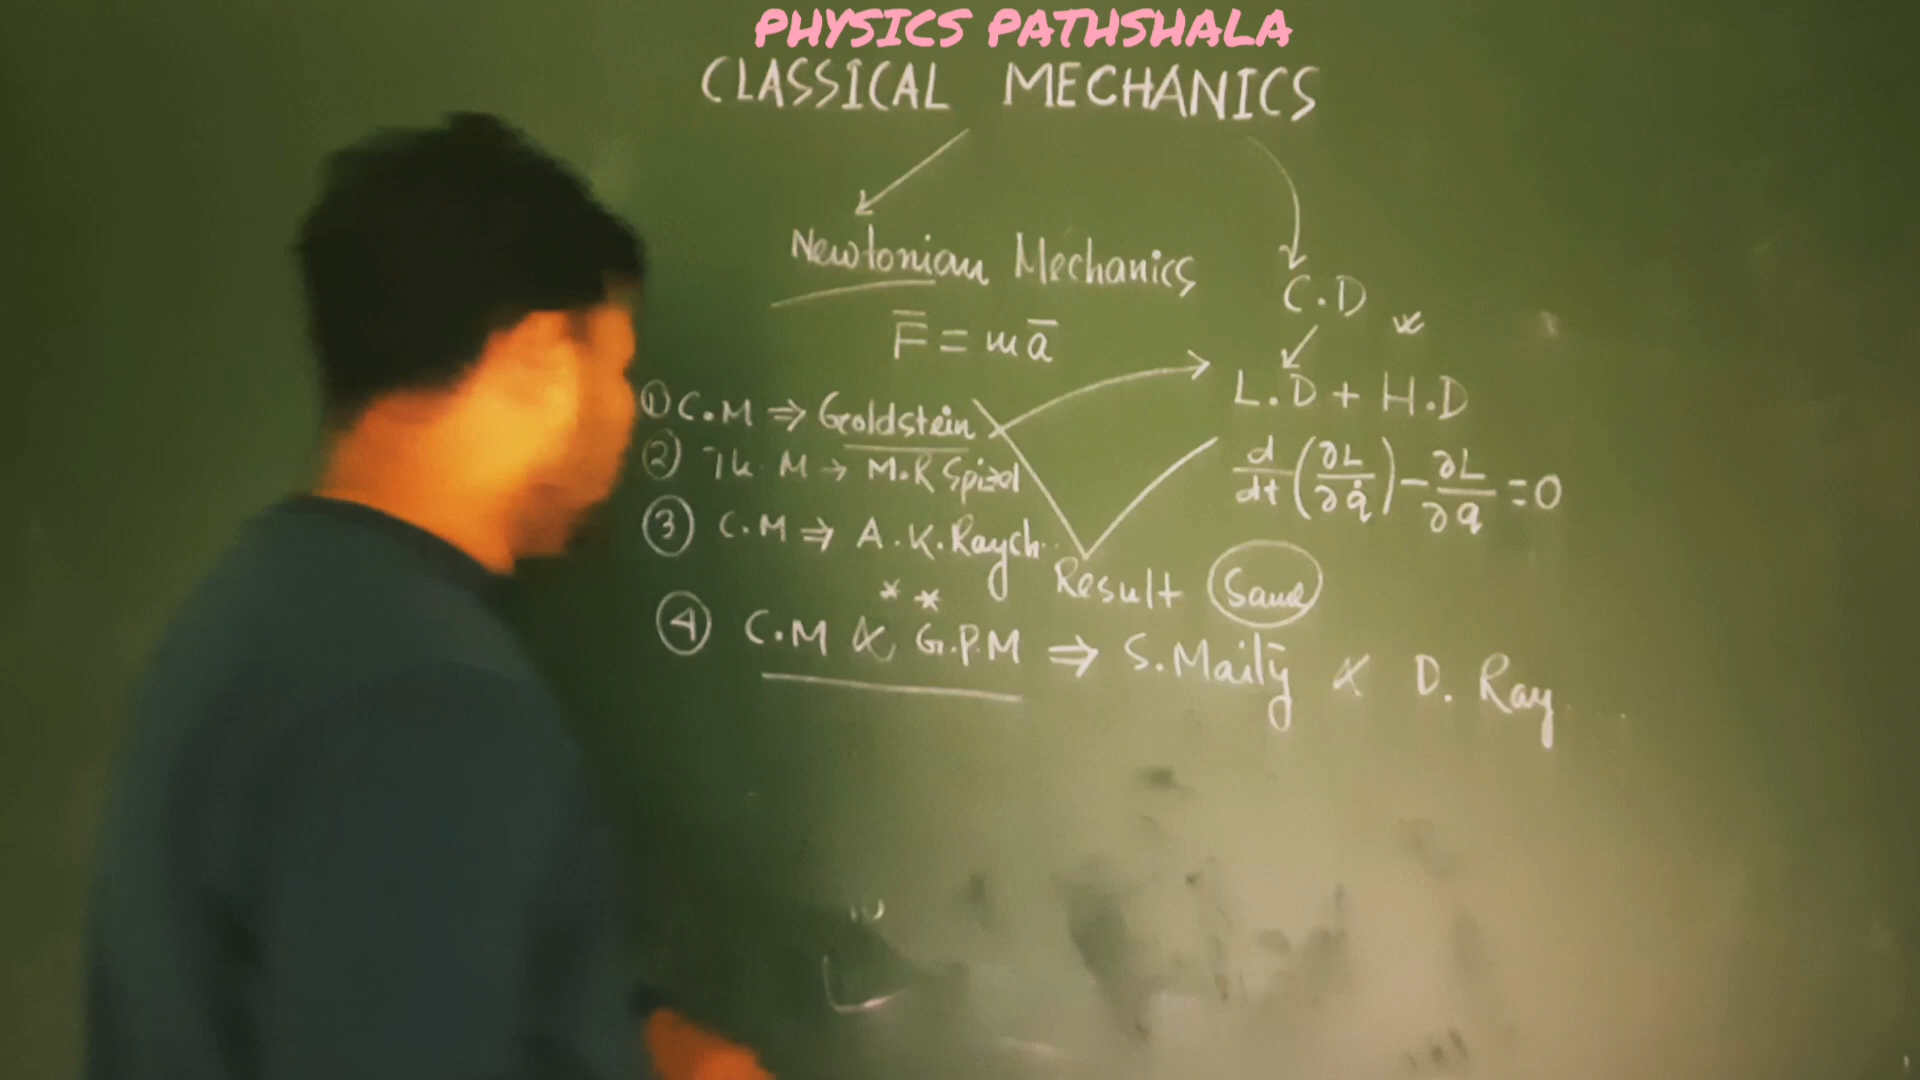 PHYSICS PATHSHALA
CLASSICAL MECHANICS
Newtonian Mechanics
C.D
F̅ = m a̅
L.D + H.D
① C.M ⇒ Goldstein
d/dt (∂L/∂q̇) - ∂L/∂q = 0
② Th. M → M.R Spiegel
③ C.M ⇒ A.K.Raych..
Result Same
④ C.M & G.P.M ⇒ S.Maity & D. Ray...